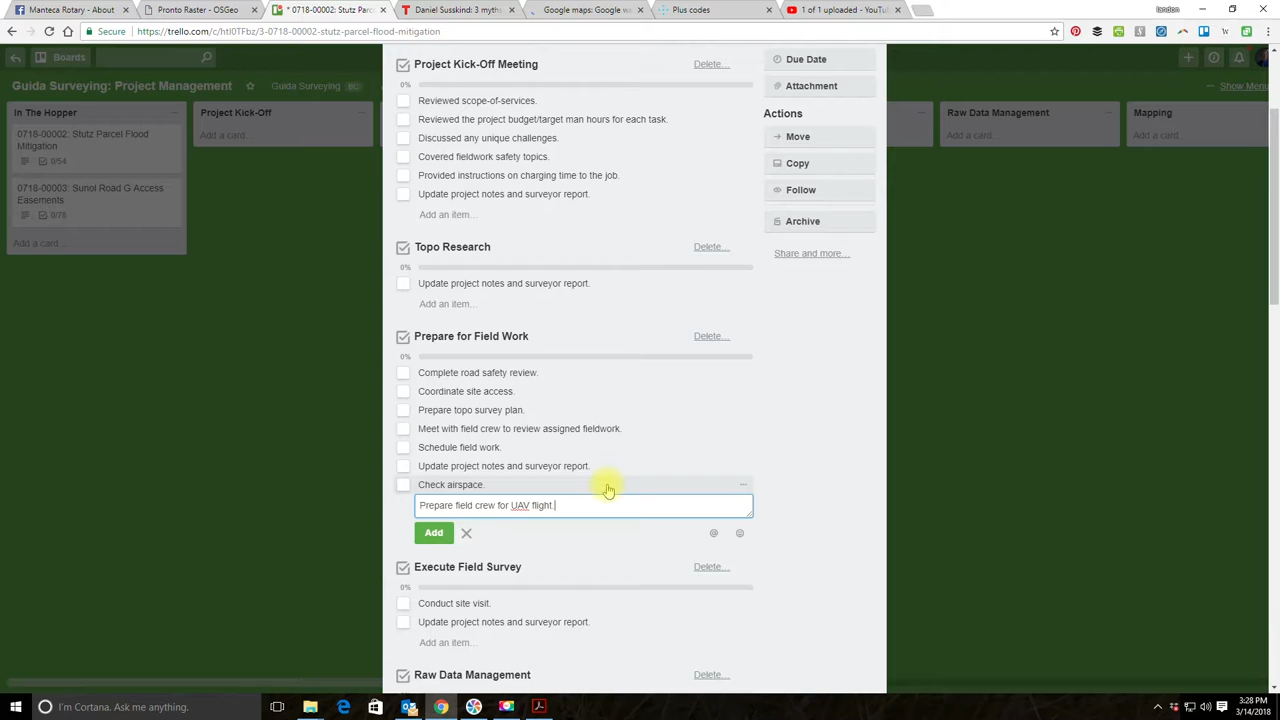 Manteca Rotary - About
Pronto Raster - OSGeo
* 0718-00002: Stutz Parc
Daniel Susskind: 3 myths
Google maps: Google wa
Plus codes
1 of 1 uploaded - YouTu
landon
Secure
https://trello.com/c/htI0TFbz/3-0718-00002-stutz-parcel-flood-mitigation
Boards
Guida Surveying: Project Management
Guida Surveying
BC
Show Menu
In The Hopper
0718-00002: Stutz Parcel Flood
Mitigation
0/54
0718-00003: Sunol Road G Access
Easements
0/78
Add a card...
Project Kick-Off
Add a card...
Project Kick-Off Meeting
Delete...
0%
Reviewed scope-of-services.
Reviewed the project budget/target man hours for each task.
Discussed any unique challenges.
Covered fieldwork safety topics.
Provided instructions on charging time to the job.
Update project notes and surveyor report.
Add an item...
Topo Research
Delete...
0%
Update project notes and surveyor report.
Add an item...
Prepare for Field Work
Delete...
0%
Complete road safety review.
Coordinate site access.
Prepare topo survey plan.
Meet with field crew to review assigned fieldwork.
Schedule field work.
Update project notes and surveyor report.
Check airspace.
Prepare field crew for UAV flight.
Add
Execute Field Survey
Delete...
0%
Conduct site visit.
Update project notes and surveyor report.
Add an item...
Raw Data Management
Delete...
Due Date
Attachment
Actions
Move
Copy
Follow
Archive
Share and more...
Raw Data Management
Add a card...
Mapping
Add a card...
I'm Cortana. Ask me anything.
3:28 PM
3/14/2018